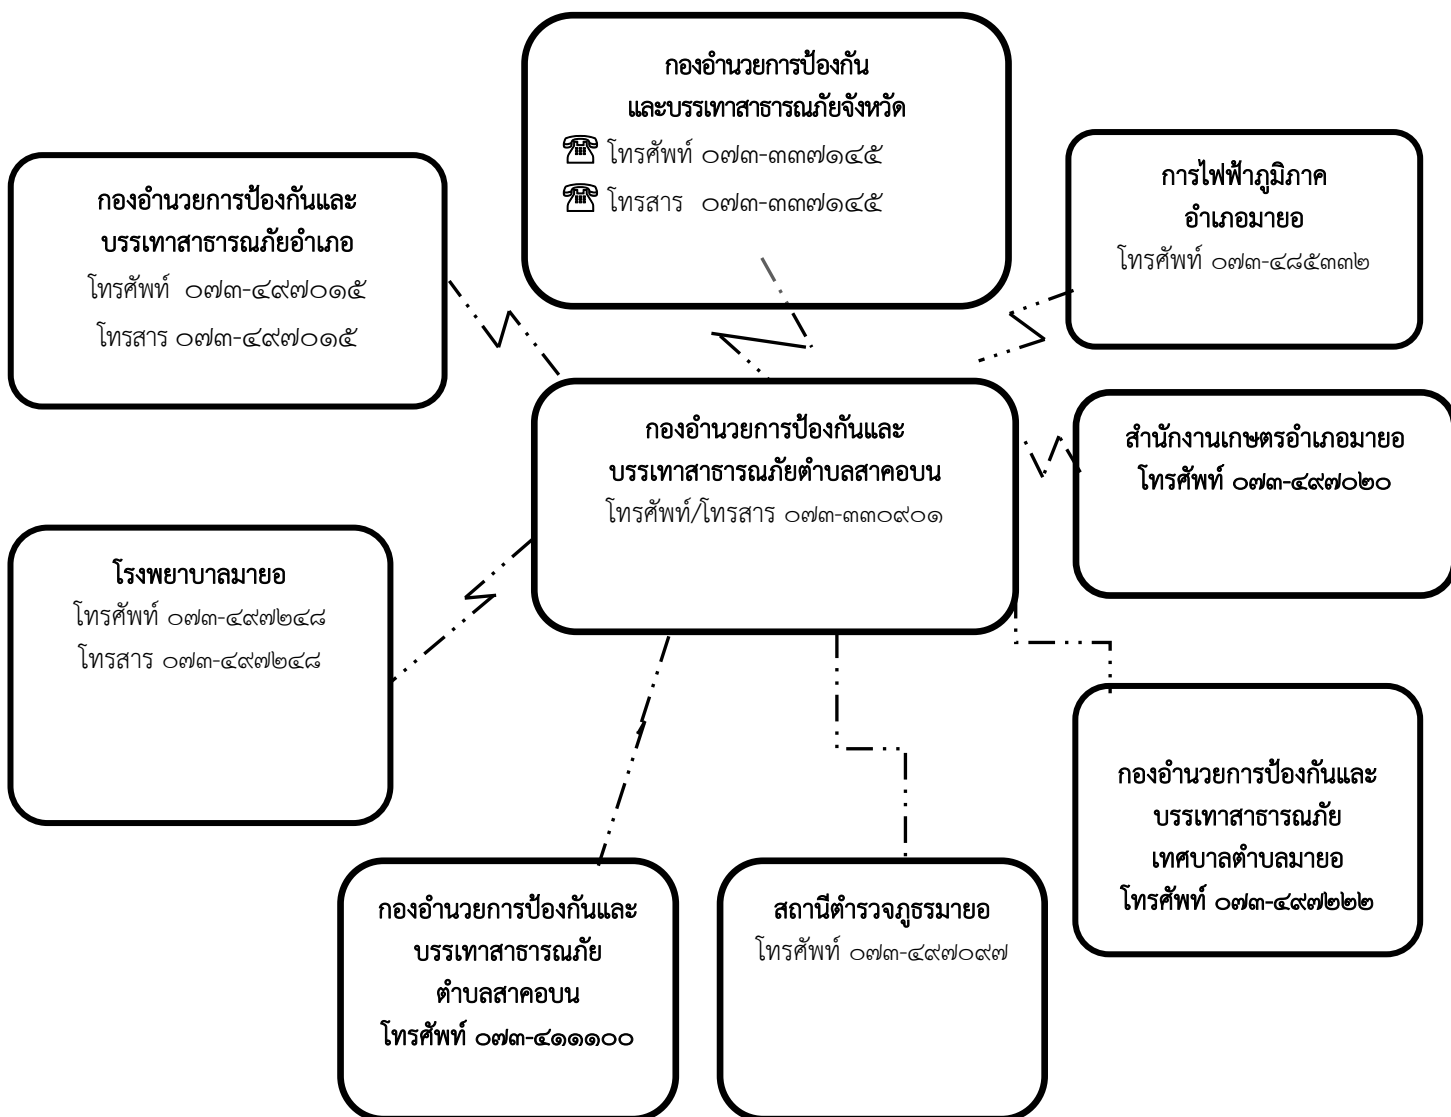 กองอำนวยการป้องกัน
และบรรเทาสาธารณภัยจังหวัด
โทรศัพท์ ๐๗๓-๓๓๗๑๔๕
โทรสาร ๐๗๓-๓๓๗๑๔๕
กองอำนวยการป้องกันและ
บรรเทาสาธารณภัยอำเภอ
โทรศัพท์ ๐๗๓-๔๙๗๐๑๕
โทรสาร ๐๗๓-๔๙๗๐๑๕
การไฟฟ้าภูมิภาค
อำเภอมายอ
โทรศัพท์ ๐๗๓-๔๘๕๓๓๒
กองอำนวยการป้องกันและ
บรรเทาสาธารณภัยตำบลสาคอบน
โทรศัพท์/โทรสาร ๐๗๓-๓๓๐๙๐๑
สำนักงานเกษตรอำเภอมายอ
โทรศัพท์ ๐๗๓-๔๙๗๐๒๐
โรงพยาบาลมายอ
โทรศัพท์ ๐๗๓-๔๙๗๒๔๘
โทรสาร ๐๗๓-๔๙๗๒๔๘
กองอำนวยการป้องกันและ
บรรเทาสาธารณภัย
เทศบาลตำบลมายอ
โทรศัพท์ ๐๗๓-๔๙๗๒๒๒
กองอำนวยการป้องกันและ
บรรเทาสาธารณภัย
ตำบลสาคอบน
โทรศัพท์ ๐๗๓-๔๑๑๑๐๐
สถานีตำรวจภูธรมายอ
โทรศัพท์ ๐๗๓-๔๙๗๐๙๗